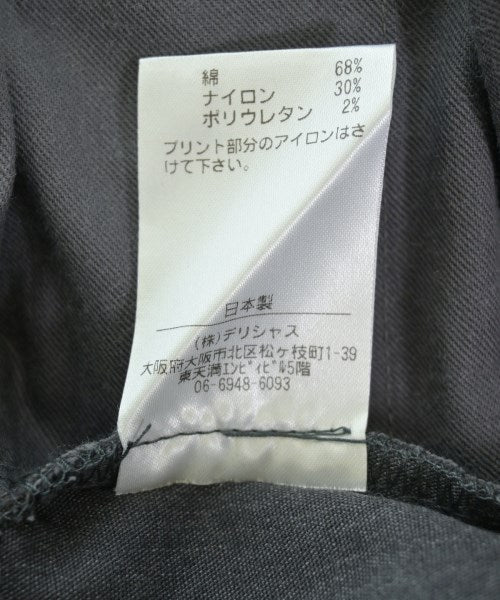 綿 68%
ナイロン 30%
ポリウレタン 2%
プリント部分のアイロンはさ
けて下さい。
日本製
(株)デリシャス
大阪府大阪市北区松ヶ枝町1-39
東天満エンビィビル5階
06-6948-6093